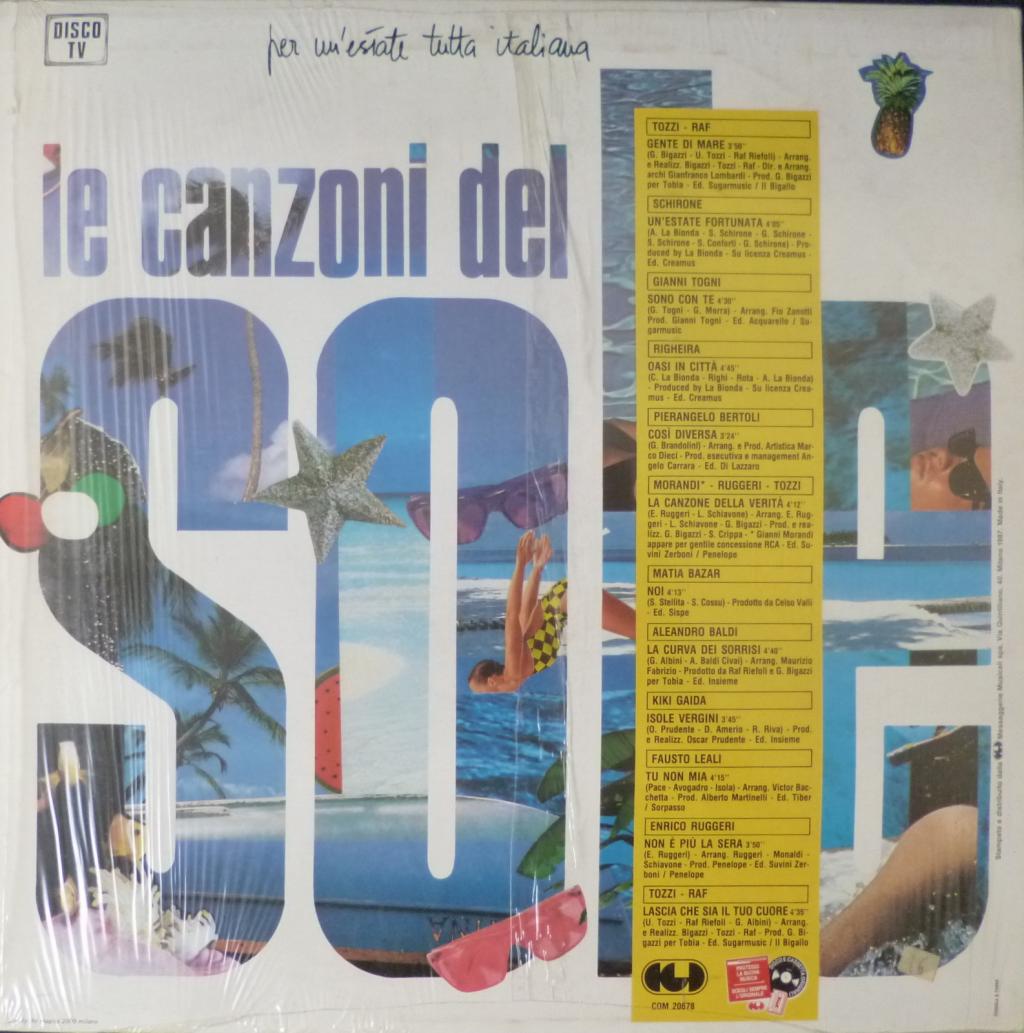 DISCO
TV
per un'estate tutta italiana
le canzoni del
SOLE
TOZZI - RAF
GENTE DI MARE 3'50''
(G. Bigazzi - U. Tozzi - Raf Riefoli) - Arrang.
e Realizz. Bigazzi - Tozzi - Raf - Dir. e Arrang.
archi Gianfranco Lombardi - Prod. G. Bigazzi
per Tobia - Ed. Sugarmusic / Il Bigallo
SCHIRONE
UN'ESTATE FORTUNATA 4'05''
(A. La Bionda - S. Schirone - G. Schirone -
S. Schirone - S. Conforti - G. Schirone) - Pro-
duced by La Bionda - Su licenza Creamus -
Ed. Creamus
GIANNI TOGNI
SONO CON TE 4'30''
(G. Togni - G. Morra) - Arrang. Fio Zanotti
Prod. Gianni Togni - Ed. Acquarello / Su-
garmusic
RIGHEIRA
OASI IN CITTÀ 4'45''
(C. La Bionda - Righi - Rota - A. La Bionda)
- Produced by La Bionda - Su licenza Crea-
mus - Ed. Creamus
PIERANGELO BERTOLI
COSÌ DIVERSA 3'24''
(G. Brandolini) - Arrang. e Prod. Artistica Mar-
co Dieci - Prod. esecutiva e management An-
gelo Carrara - Ed. Di Lazzaro
MORANDI* - RUGGERI - TOZZI
LA CANZONE DELLA VERITÀ 4'12''
(E. Ruggeri - L. Schiavone) - Arrang. E. Rug-
geri - L. Schiavone - G. Bigazzi - Prod. e rea-
lizz. G. Bigazzi - S. Crippa - * Gianni Morandi
appare per gentile concessione RCA - Ed. Su-
vini Zerboni / Penelope
MATIA BAZAR
NOI 4'13''
(S. Stellita - S. Cossu) - Prodotto da Celso Valli
- Ed. Sispe
ALEANDRO BALDI
LA CURVA DEI SORRISI 4'40''
(G. Albini - A. Baldi Civai) - Arrang. Maurizio
Fabrizio - Prodotto da Raf Riefoli e G. Bigazzi
per Tobia - Ed. Insieme
KIKI GAIDA
ISOLE VERGINI 3'45''
(O. Prudente - D. Amerio - R. Riva) - Prod.
e Realizz. Oscar Prudente - Ed. Insieme
FAUSTO LEALI
TU NON MIA 4'15''
(Pace - Avogadro - Isola) - Arrang. Victor Bac-
chetta - Prod. Alberto Martinelli - Ed. Tiber
/ Sorpasso
ENRICO RUGGERI
NON È PIÙ LA SERA 3'50''
(E. Ruggeri) - Arrang. Ruggeri - Monaldi -
Schiavone - Prod. Penelope - Ed. Suvini Zer-
boni / Penelope
TOZZI - RAF
LASCIA CHE SIA IL TUO CUORE 4'35''
(U. Tozzi - Raf Riefoli - G. Albini) - Arrang.
e Realizz. Bigazzi - Tozzi - Raf - Prod. G. Bi-
gazzi per Tobia - Ed. Sugarmusic / Il Bigallo
COM 20678
PROTEGGI
LA BUONA
MUSICA
SCEGLI SEMPRE
L'ORIGINALE
Stampato e distribuito dalla Messaggerie Musicali spa, Via Quintiliano, 40, Milano 1987. Made in Italy.